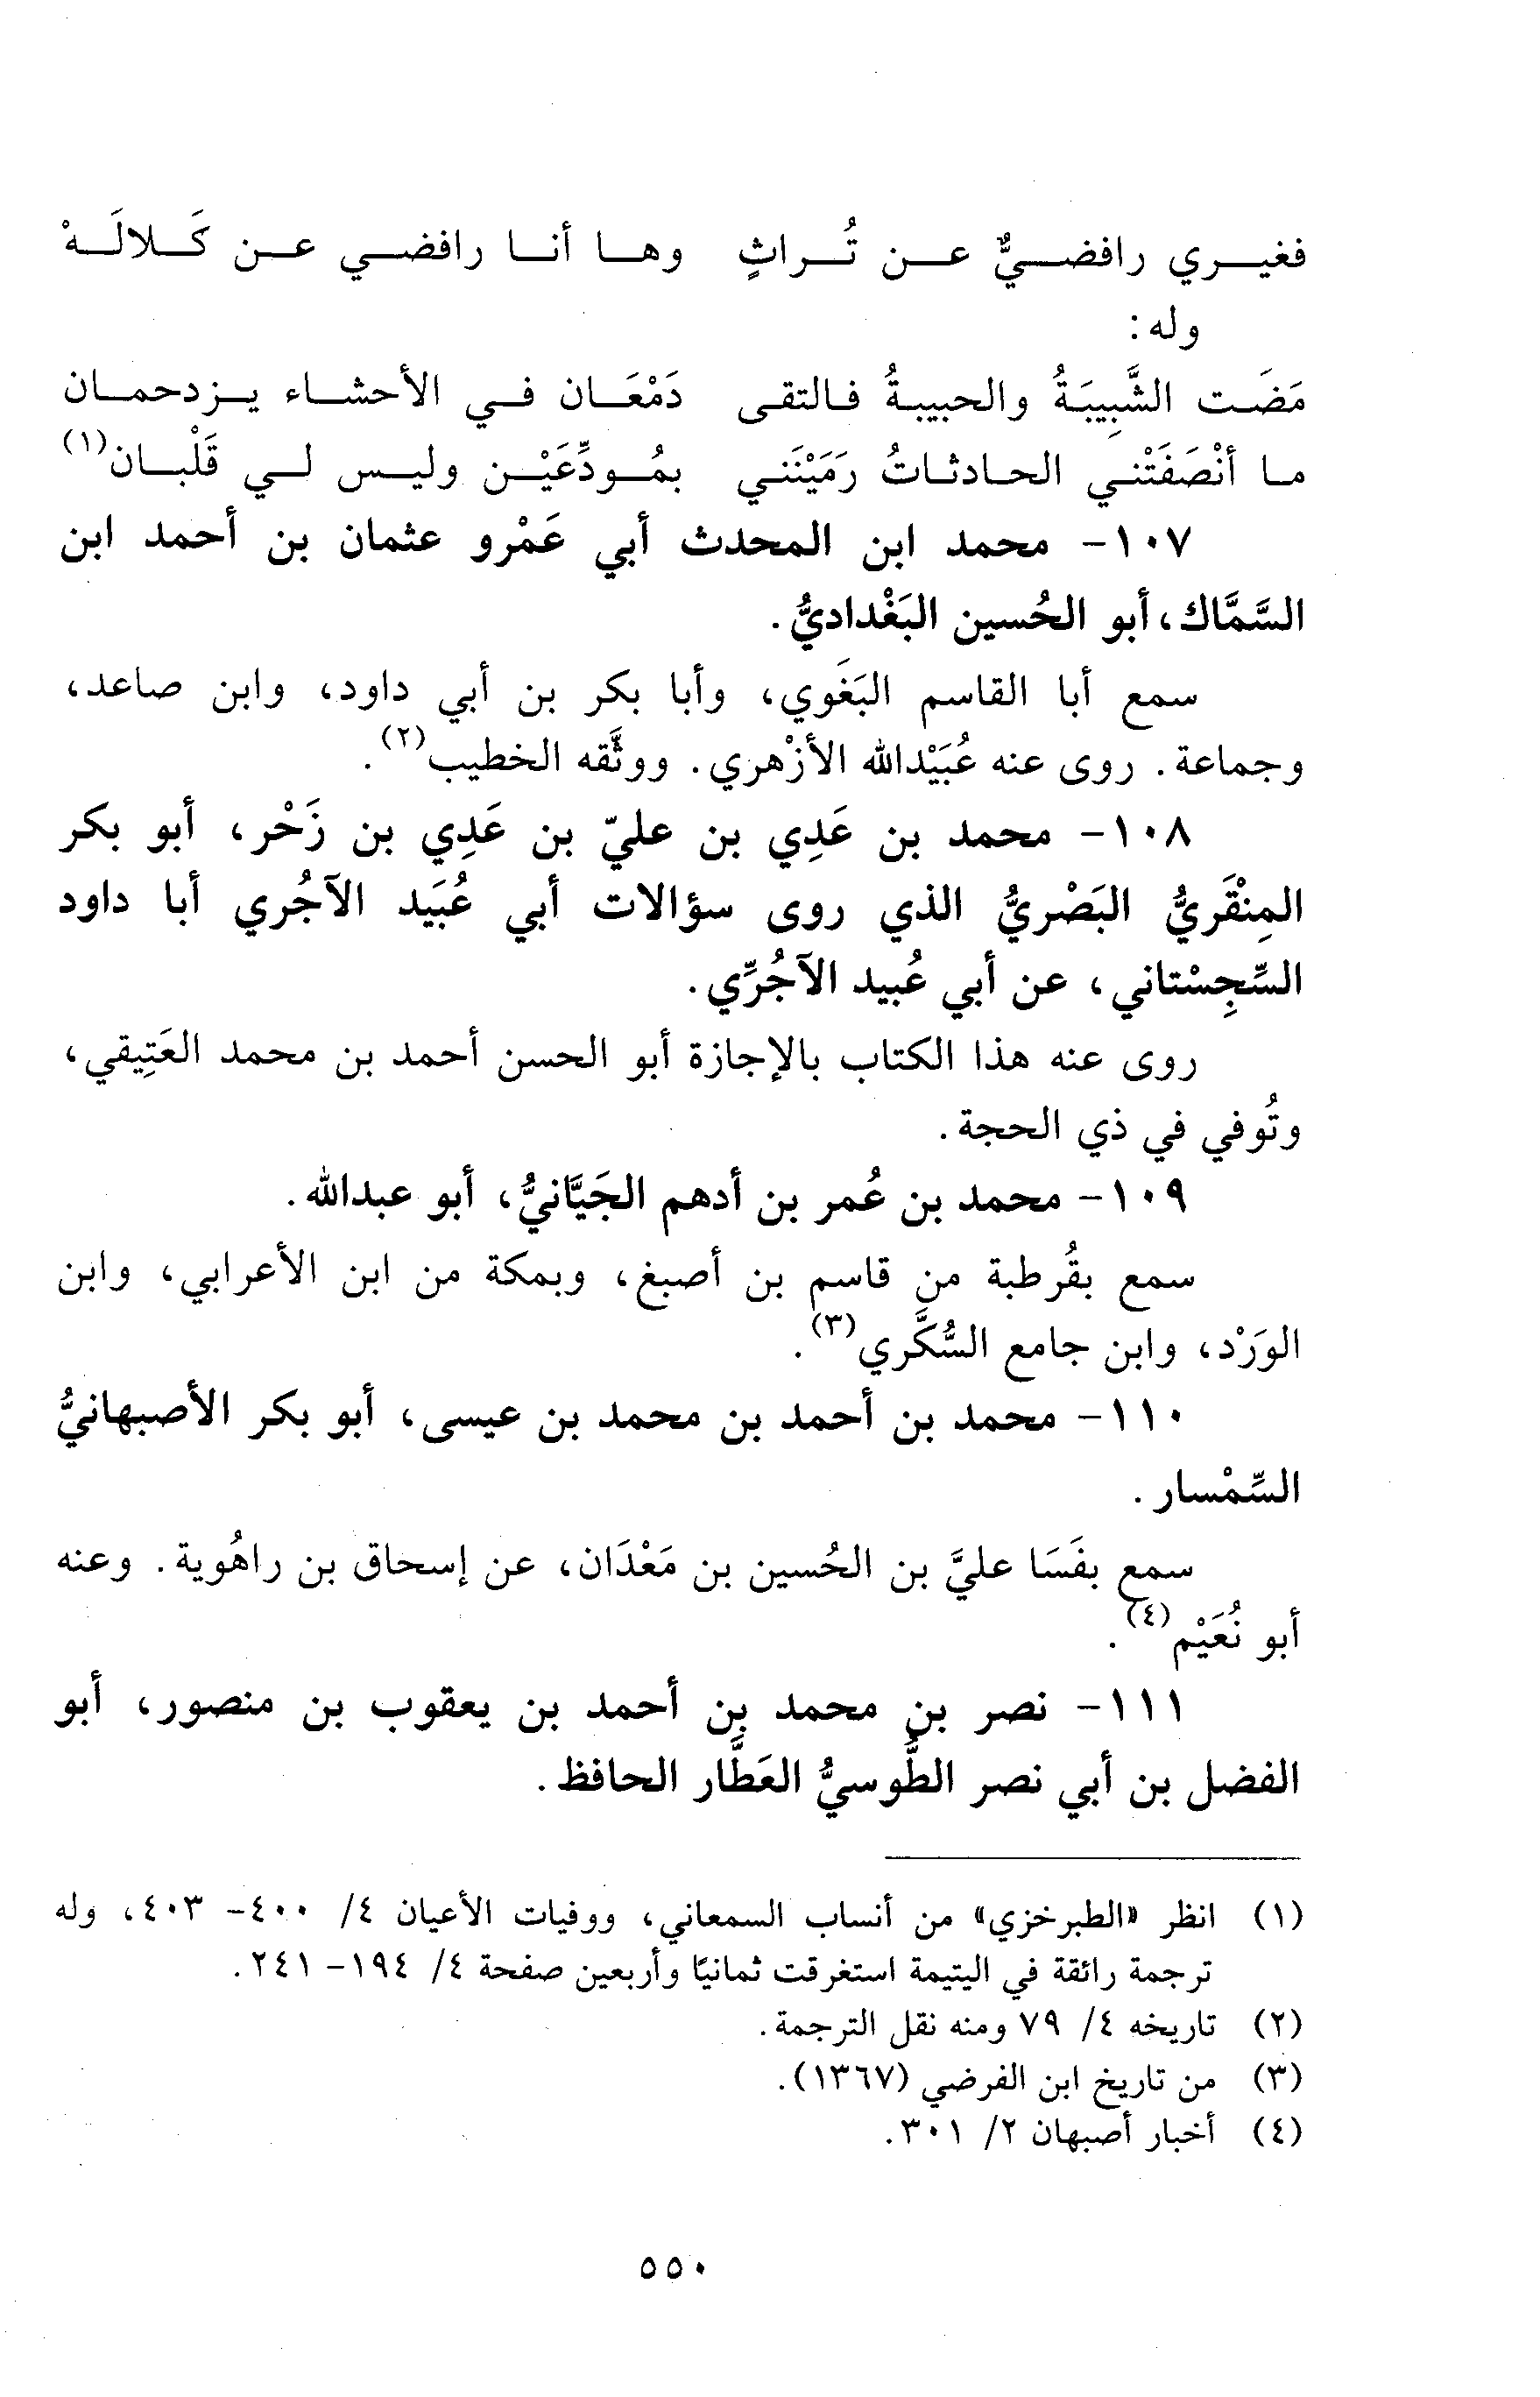 فغيري رافضيٌّ عن تُراثٍ وها أنا رافضي عن كَلالَهْ
وله:
مَضَت الشَّبِيبَةُ والحبيبةُ فالتقى دَمْعَان في الأحشاء يزدحمان
ما أنْصَفَتْني الحادثاتُ رَمَيْنَني بمُودِّعَيْن وليس لي قَلْبان(١)
١٠٧- محمد ابن المحدث أبي عَمْرو عثمان بن أحمد ابن
السَّمَّاك، أبو الحُسين البَغْداديُّ.
سمع أبا القاسم البَغَوي، وأبا بكر بن أبي داود، وابن صاعد،
وجماعة. روى عنه عُبَيْدالله الأزْهري. ووثَّقه الخطيب(٢).
١٠٨- محمد بن عَدِي بن عليّ بن عَدِي بن زَحْر، أبو بكر
المِنْقَريُّ البَصْريُّ الذي روى سؤالات أبي عُبَيد الآجُري أبا داود
السِّجِسْتاني، عن أبي عُبيد الآجُرِّي.
روى عنه هذا الكتاب بالإجازة أبو الحسن أحمد بن محمد العَتِيقي،
وتُوفي في ذي الحجة.
١٠٩- محمد بن عُمر بن أدهم الجَيَّانيُّ، أبو عبدالله.
سمع بقُرطبة من قاسم بن أصبغ، وبمكة من ابن الأعرابي، وابن
الورَدْ، وابن جامع السُّكَّري(٣).
١١٠- محمد بن أحمد بن محمد بن عيسى، أبو بكر الأصبهانيُّ
السِّمْسار.
سمع بفَسَا عليَّ بن الحُسين بن مَعْدَان، عن إسحاق بن راهُوية. وعنه
أبو نُعَيْم(٤).
١١١- نصر بن محمد بن أحمد بن يعقوب بن منصور، أبو
الفضل بن أبي نصر الطُّوسيُّ العَطَّار الحافظ.
(١) انظر «الطبرخزي» من أنساب السمعاني، ووفيات الأعيان ٤/ ٤٠٠- ٤٠٣، وله
ترجمة رائقة في اليتيمة استغرقت ثمانيًا وأربعين صفحة ٤/ ١٩٤- ٢٤١.
(٢) تاريخه ٤/ ٧٩ ومنه نقل الترجمة.
(٣) من تاريخ ابن الفرضي (١٣٦٧).
(٤) أخبار أصبهان ٢/ ٣٠١.
٥٥٠